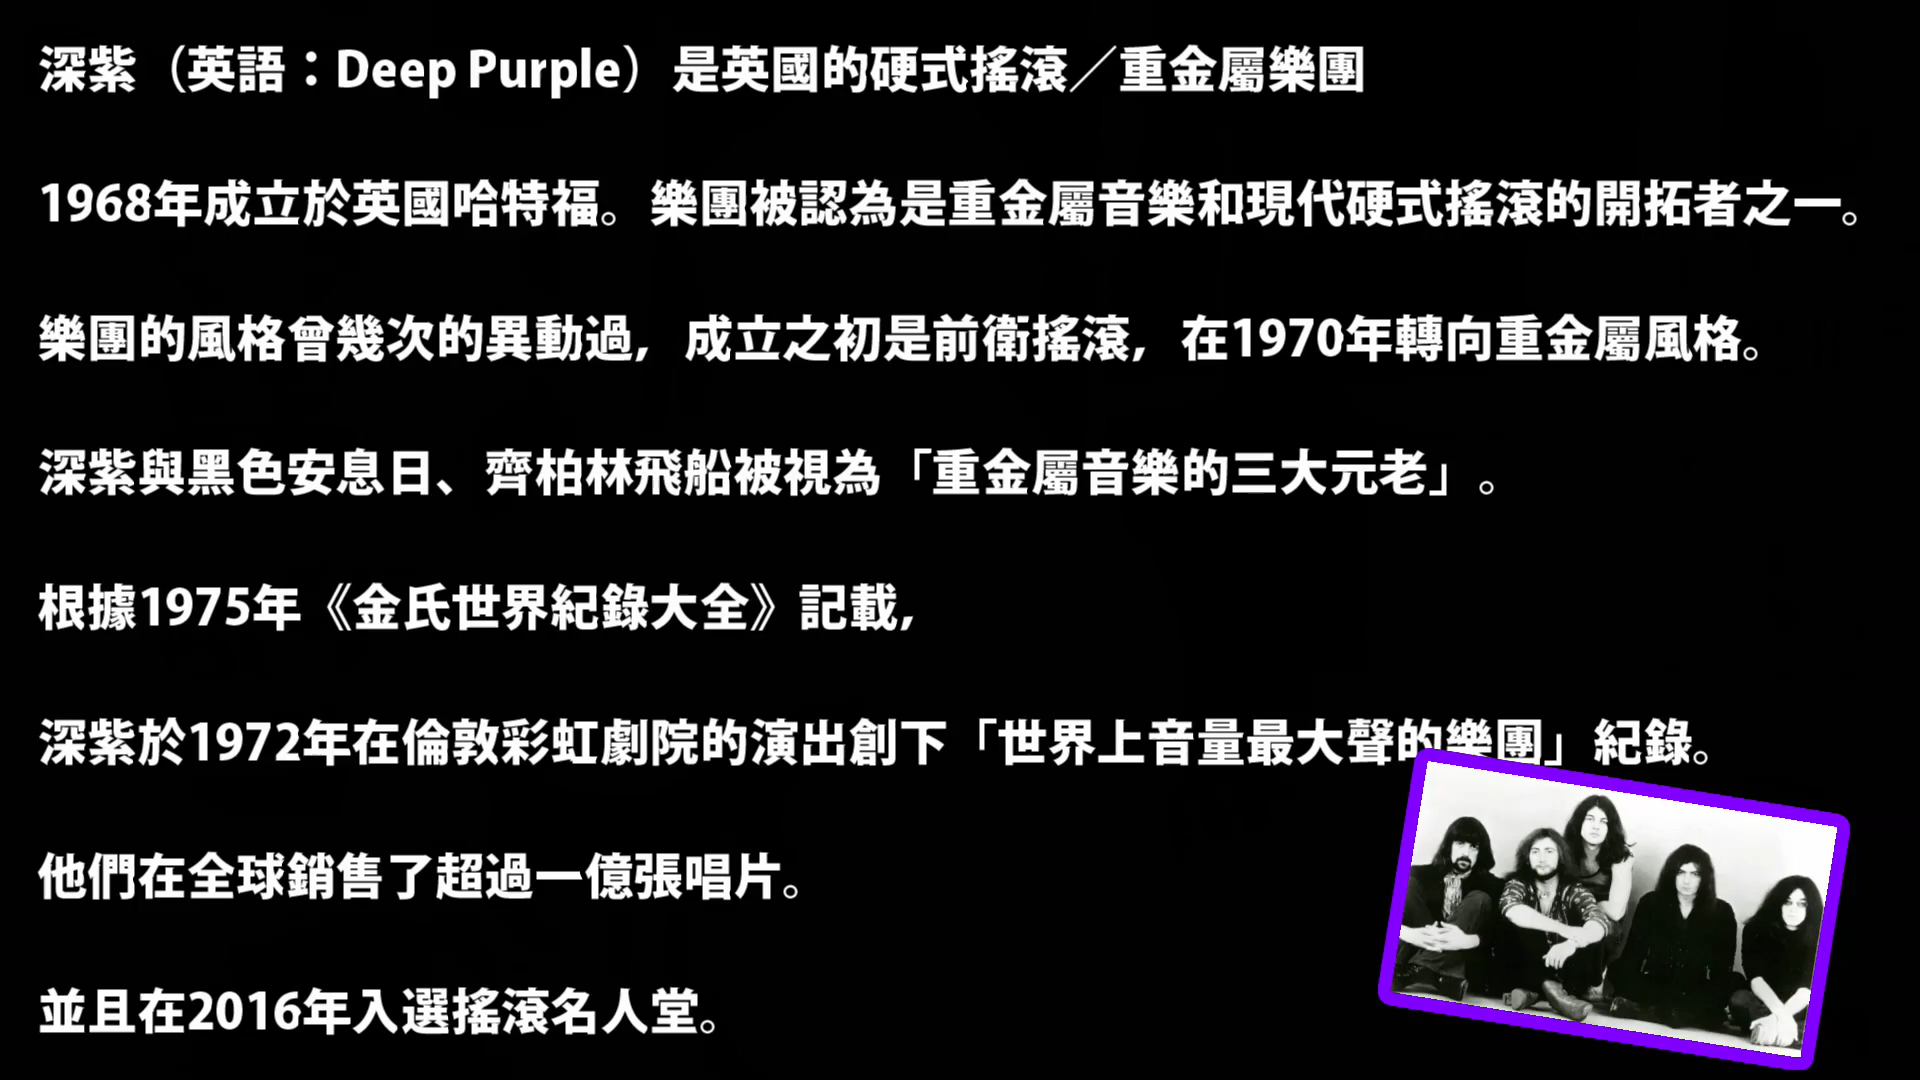 深紫（英語：Deep Purple）是英國的硬式搖滾／重金屬樂團
1968年成立於英國哈特福。樂團被認為是重金屬音樂和現代硬式搖滾的開拓者之一。
樂團的風格曾幾次的異動過，成立之初是前衛搖滾，在1970年轉向重金屬風格。
深紫與黑色安息日、齊柏林飛船被視為「重金屬音樂的三大元老」。
根據1975年《金氏世界紀錄大全》記載，
深紫於1972年在倫敦彩虹劇院的演出創下「世界上音量最大聲的樂團」紀錄。
他們在全球銷售了超過一億張唱片。
並且在2016年入選搖滾名人堂。